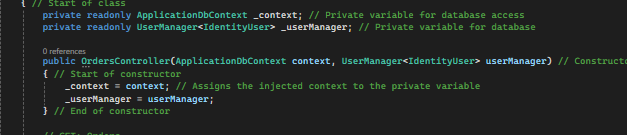 { // Start of class
private readonly ApplicationDbContext _context; // Private variable for database access
private readonly UserManager<IdentityUser> _userManager; // Private variable for database
0 references
public OrdersController(ApplicationDbContext context, UserManager<IdentityUser> userManager) // Constructo
{ // Start of constructor
_context = context; // Assigns the injected context to the private variable
_userManager = userManager;
} // End of constructor
// GET: Orders